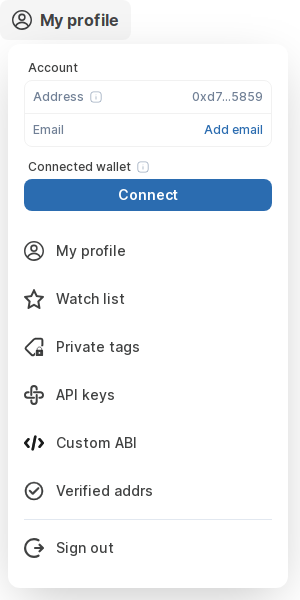 My profile
Account
Address 0xd7...5859
Email Add email
Connected wallet
Connect
My profile
Watch list
Private tags
API keys
Custom ABI
Verified addrs
Sign out